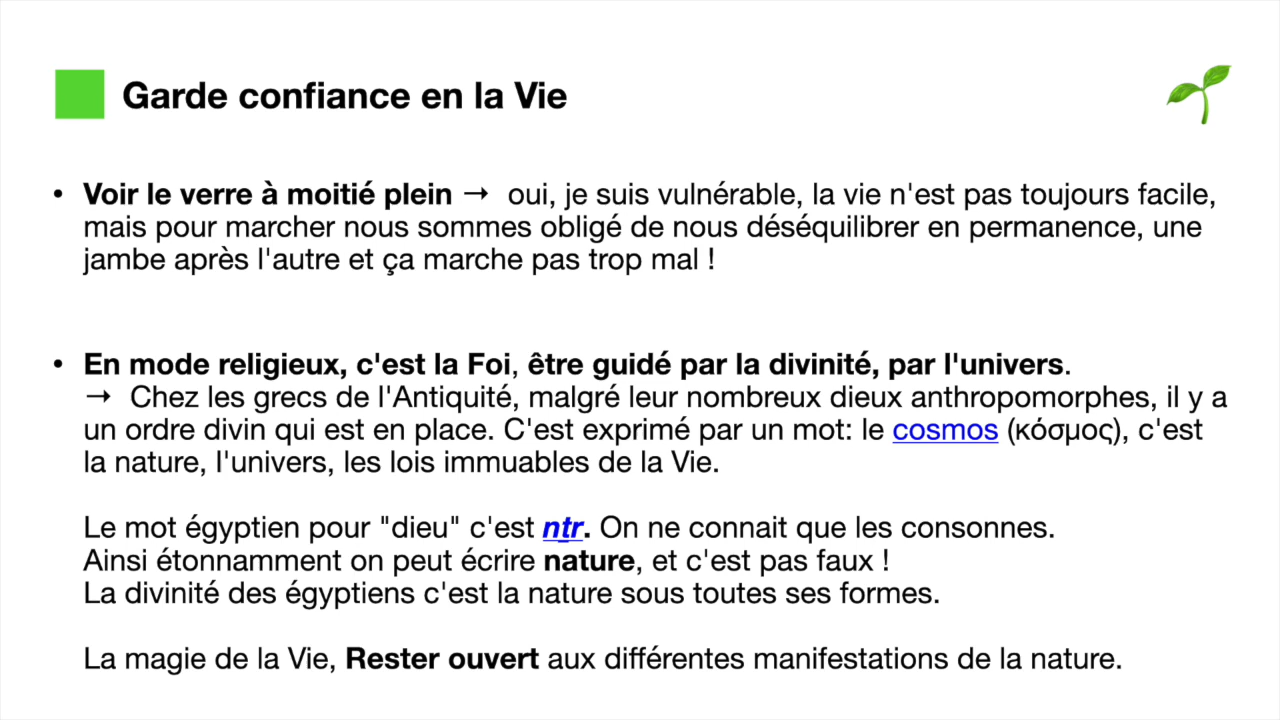 Garde confiance en la Vie
• Voir le verre à moitié plein → oui, je suis vulnérable, la vie n'est pas toujours facile,
mais pour marcher nous sommes obligé de nous déséquilibrer en permanence, une
jambe après l'autre et ça marche pas trop mal !
• En mode religieux, c'est la Foi, être guidé par la divinité, par l'univers.
→ Chez les grecs de l'Antiquité, malgré leur nombreux dieux anthropomorphes, il y a
un ordre divin qui est en place. C'est exprimé par un mot: le cosmos (κόσμος), c'est
la nature, l'univers, les lois immuables de la Vie.
Le mot égyptien pour "dieu" c'est nṯr. On ne connait que les consonnes.
Ainsi étonnamment on peut écrire nature, et c'est pas faux !
La divinité des égyptiens c'est la nature sous toutes ses formes.
La magie de la Vie, Rester ouvert aux différentes manifestations de la nature.